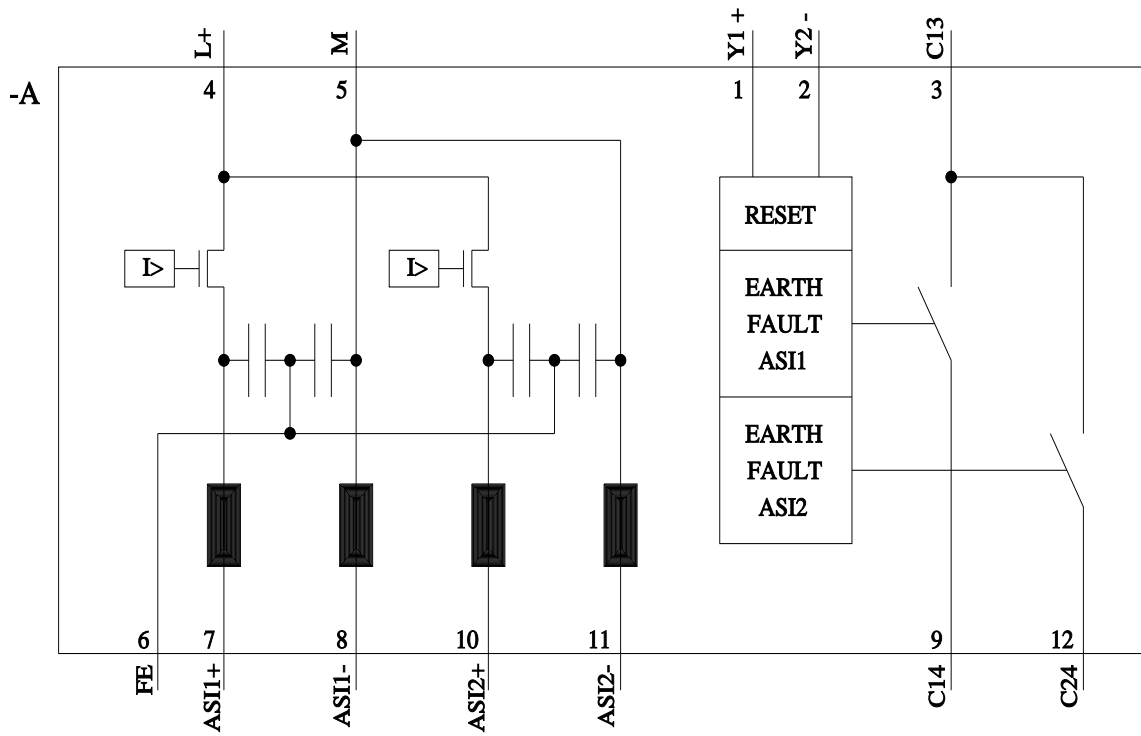 L+
M
Y1 +
Y2 -
C13
-A
4
5
1
2
3
RESET
I>
I>
EARTH
FAULT
ASI1
EARTH
FAULT
ASI2
6
7
8
10
11
9
12
FE
ASI1+
ASI1-
ASI2+
ASI2-
C14
C24